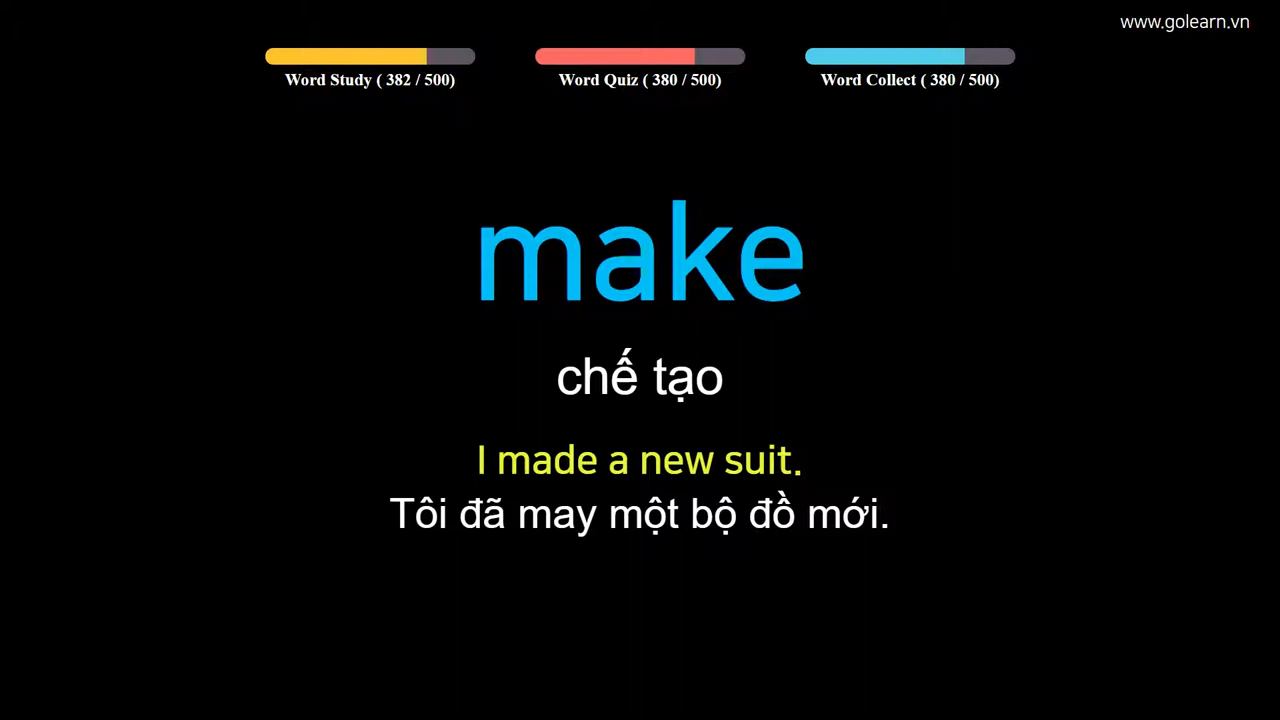 www.golearn.vn
Word Study ( 382 / 500)
Word Quiz ( 380 / 500)
Word Collect ( 380 / 500)
make
chế tạo
I made a new suit.
Tôi đã may một bộ đồ mới.